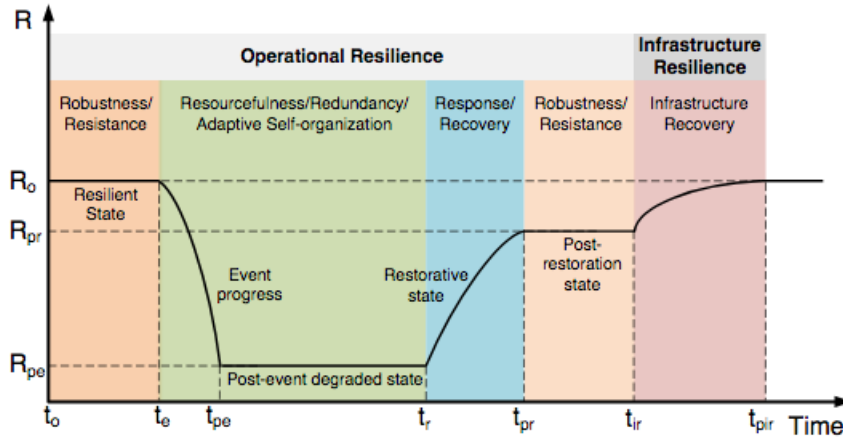 R
Operational Resilience
Infrastructure
Resilience
Robustness/
Resistance
Resourcefulness/Redundancy/
Adaptive Self-organization
Response/
Recovery
Robustness/
Resistance
Infrastructure
Recovery
Ro
Resilient
State
Rpr
Event
progress
Restorative
state
Post-
restoration
state
Rpe
Post-event degraded state
to
te
tpe
tr
tpr
tir
tpir
Time